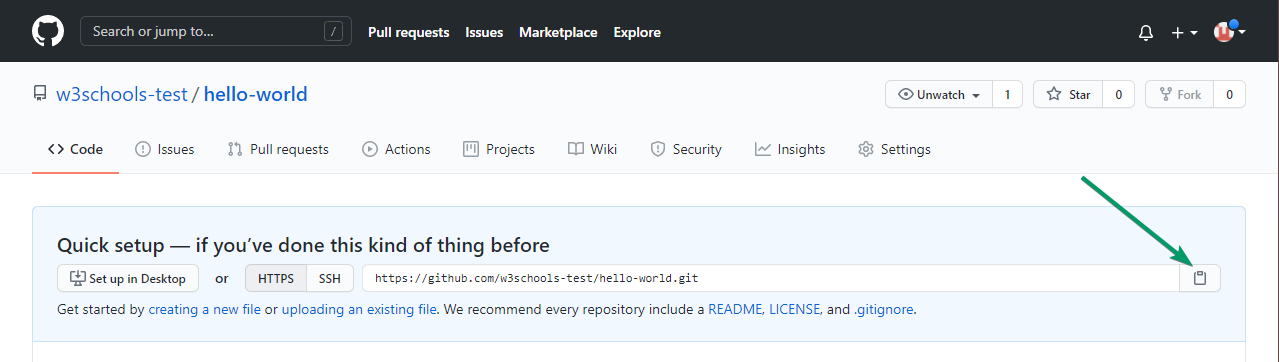 Search or jump to... / Pull requests Issues Marketplace Explore
w3schools-test / hello-world Unwatch 1 Star 0 Fork 0
Code Issues Pull requests Actions Projects Wiki Security Insights Settings
Quick setup — if you’ve done this kind of thing before
Set up in Desktop or HTTPS SSH https://github.com/w3schools-test/hello-world.git
Get started by creating a new file or uploading an existing file. We recommend every repository include a README, LICENSE, and .gitignore.